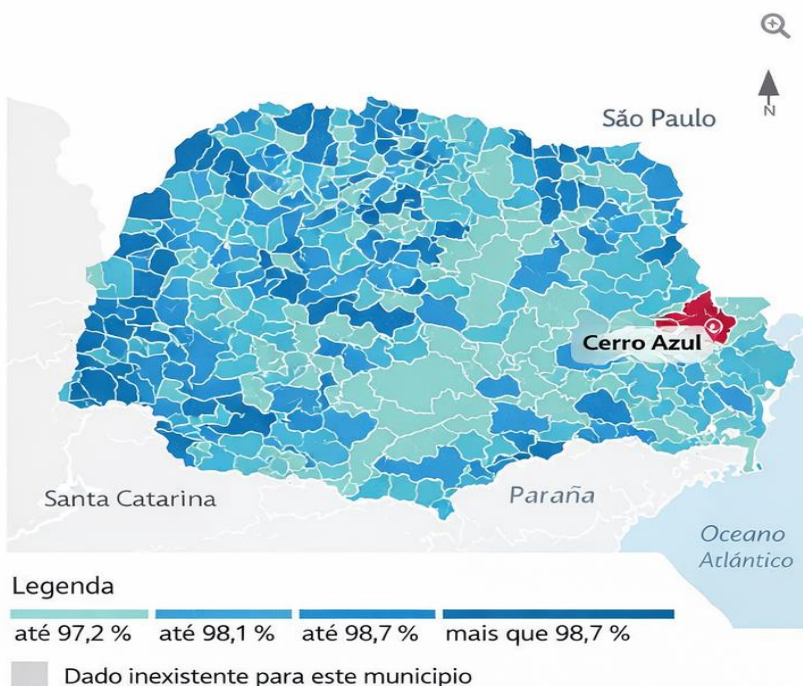 N
Sáo Paulo
Cerro Azul
Santa Catarina
Paraña
Oceano
Atlántico
Legenda
até 97,2 %
até 98,1 %
até 98,7 %
mais que 98,7 %
Dado inexistente para este municipio